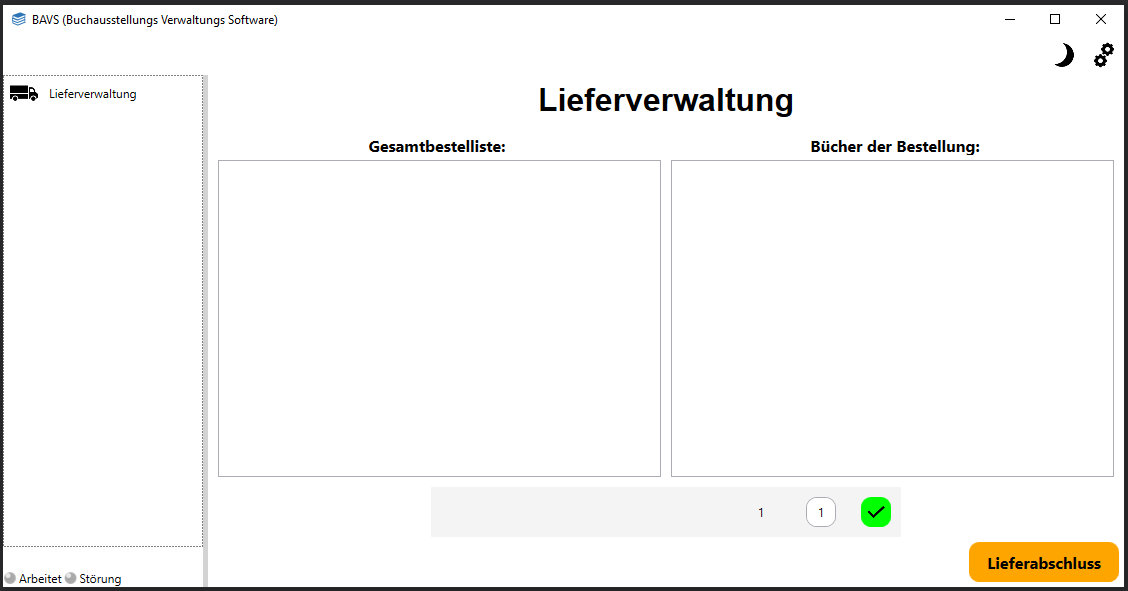 BAVS (Buchausstellungs Verwaltungs Software)
Lieferverwaltung
Lieferverwaltung
Gesamtbestelliste:
Bücher der Bestellung:
1
1
Lieferabschluss
Arbeitet
Störung